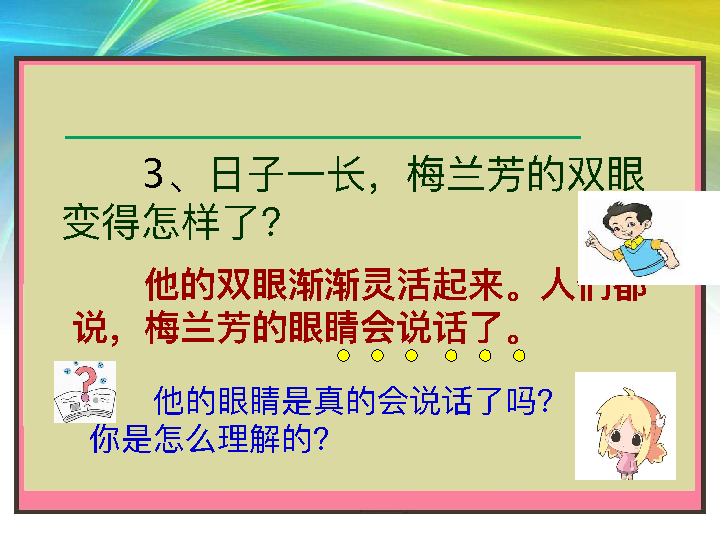 3、日子一长，梅兰芳的双眼
变得怎样了？
他的双眼渐渐灵活起来。人们都
说，梅兰芳的眼睛会说话了。
他的眼睛是真的会说话了吗？
你是怎么理解的？